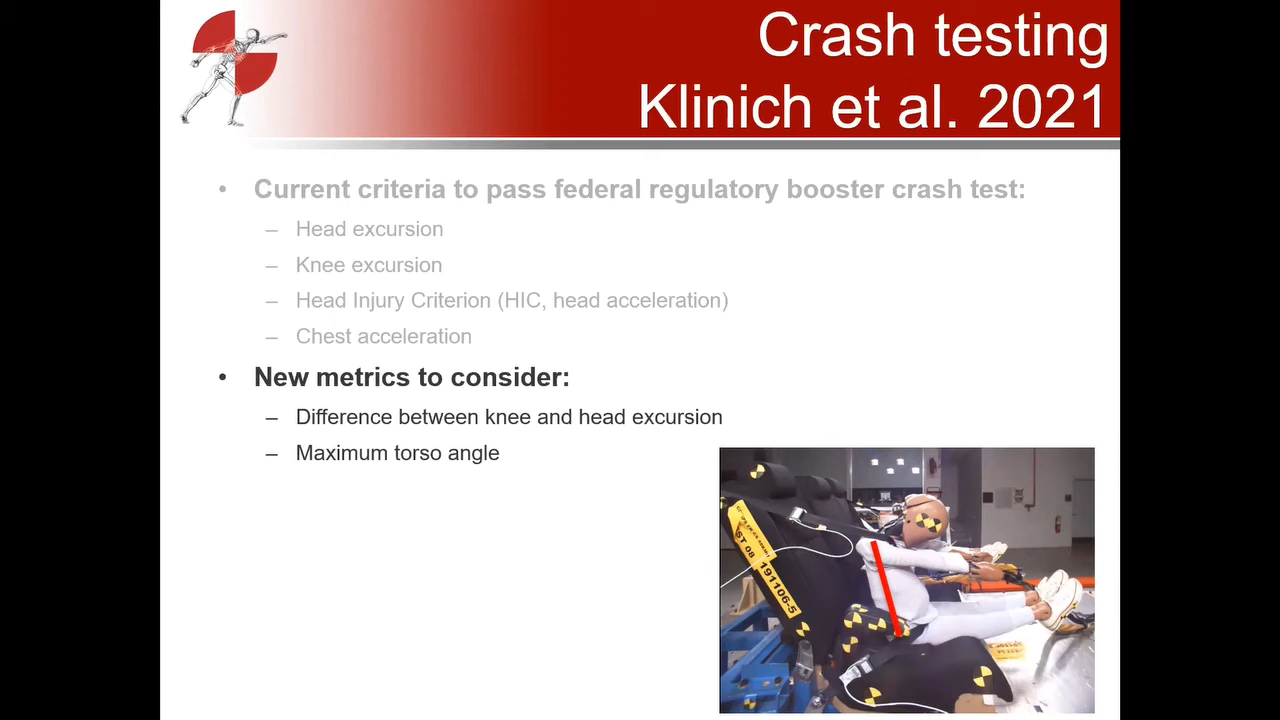 Crash testing
Klinich et al. 2021
• Current criteria to pass federal regulatory booster crash test:
– Head excursion
– Knee excursion
– Head Injury Criterion (HIC, head acceleration)
– Chest acceleration
• New metrics to consider:
– Difference between knee and head excursion
– Maximum torso angle
ST 08 191106-5